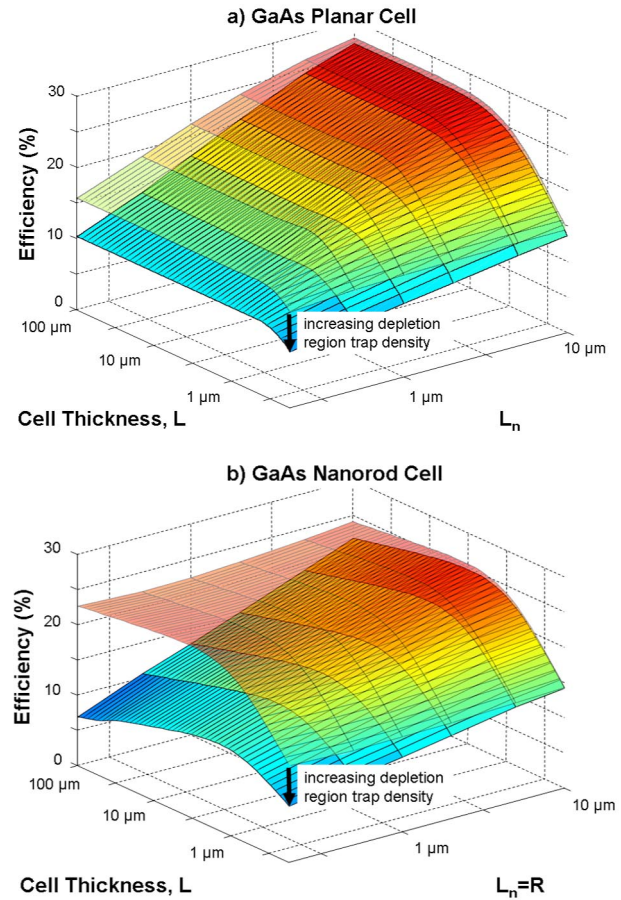 a) GaAs Planar Cell
30
20
10
0
Efficiency (%)
100 µm
10 µm
1 µm
Cell Thickness, L
increasing depletion
region trap density
1 µm
10 µm
Ln
b) GaAs Nanorod Cell
30
20
10
0
Efficiency (%)
100 µm
10 µm
1 µm
Cell Thickness, L
increasing depletion
region trap density
1 µm
10 µm
Ln=R